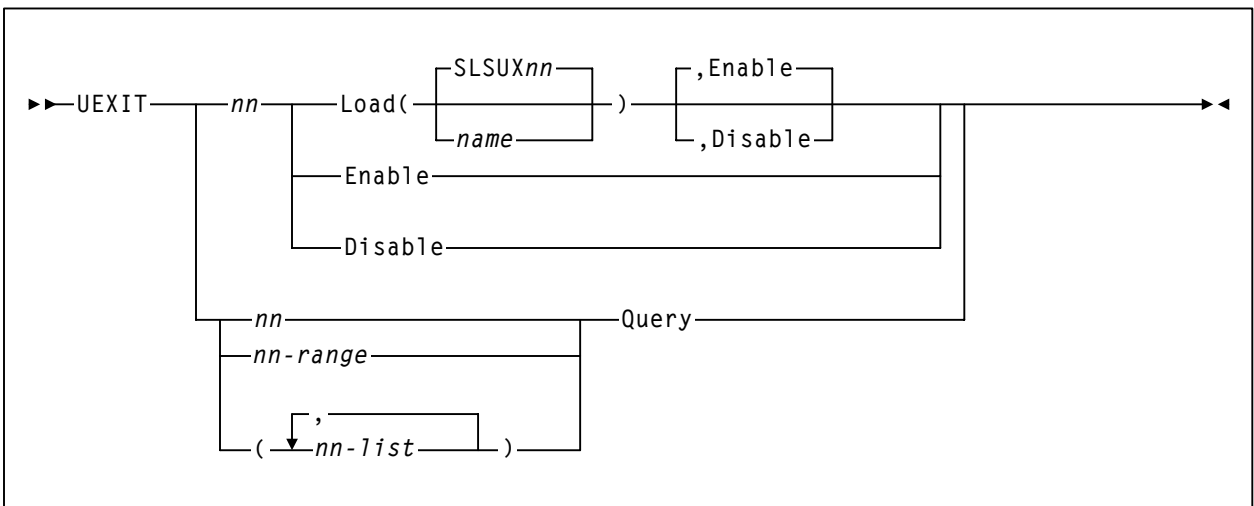 SLSUXnn ,Enable
UEXIT nn Load( )
name ,Disable
Enable
Disable
nn Query
nn-range
,
( nn-list )